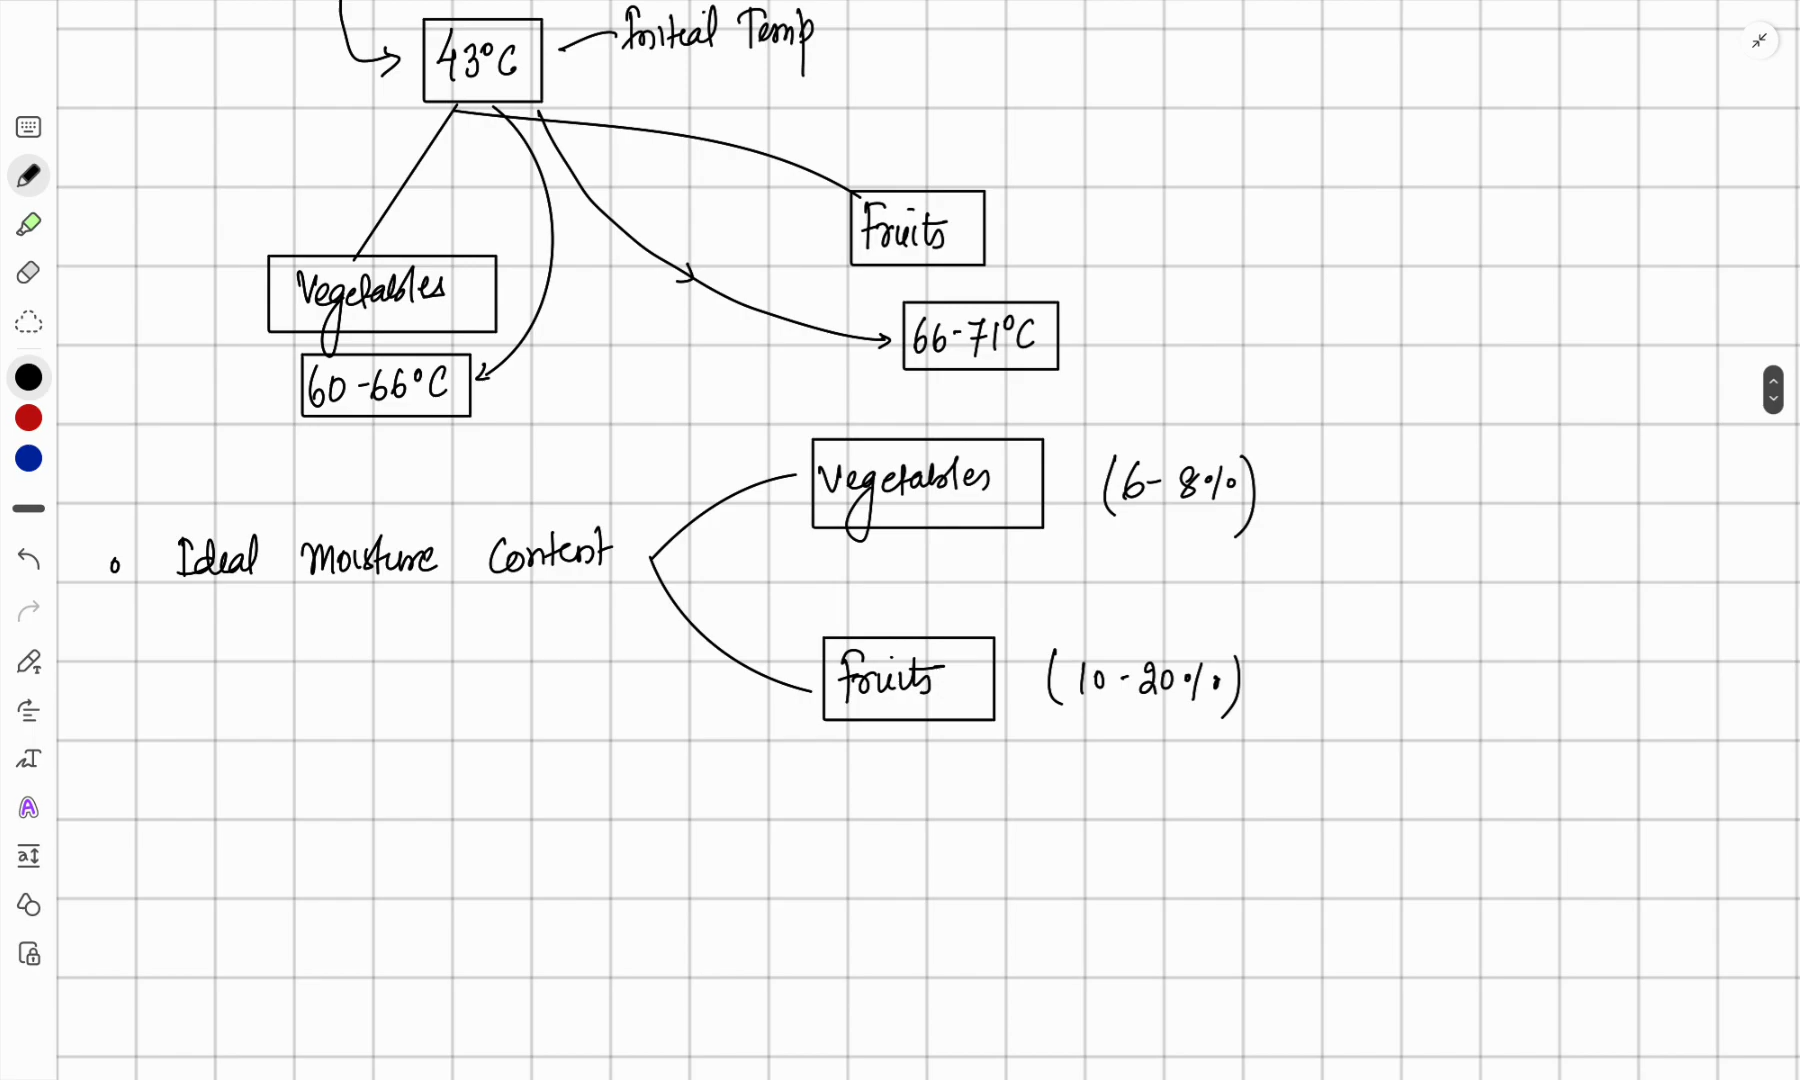 43°C Initial Temp
Fruits
Vegetables
66-71°C
60-66°C
Vegetables (6-8%)
Ideal Moisture Content
Fruits (10-20%)